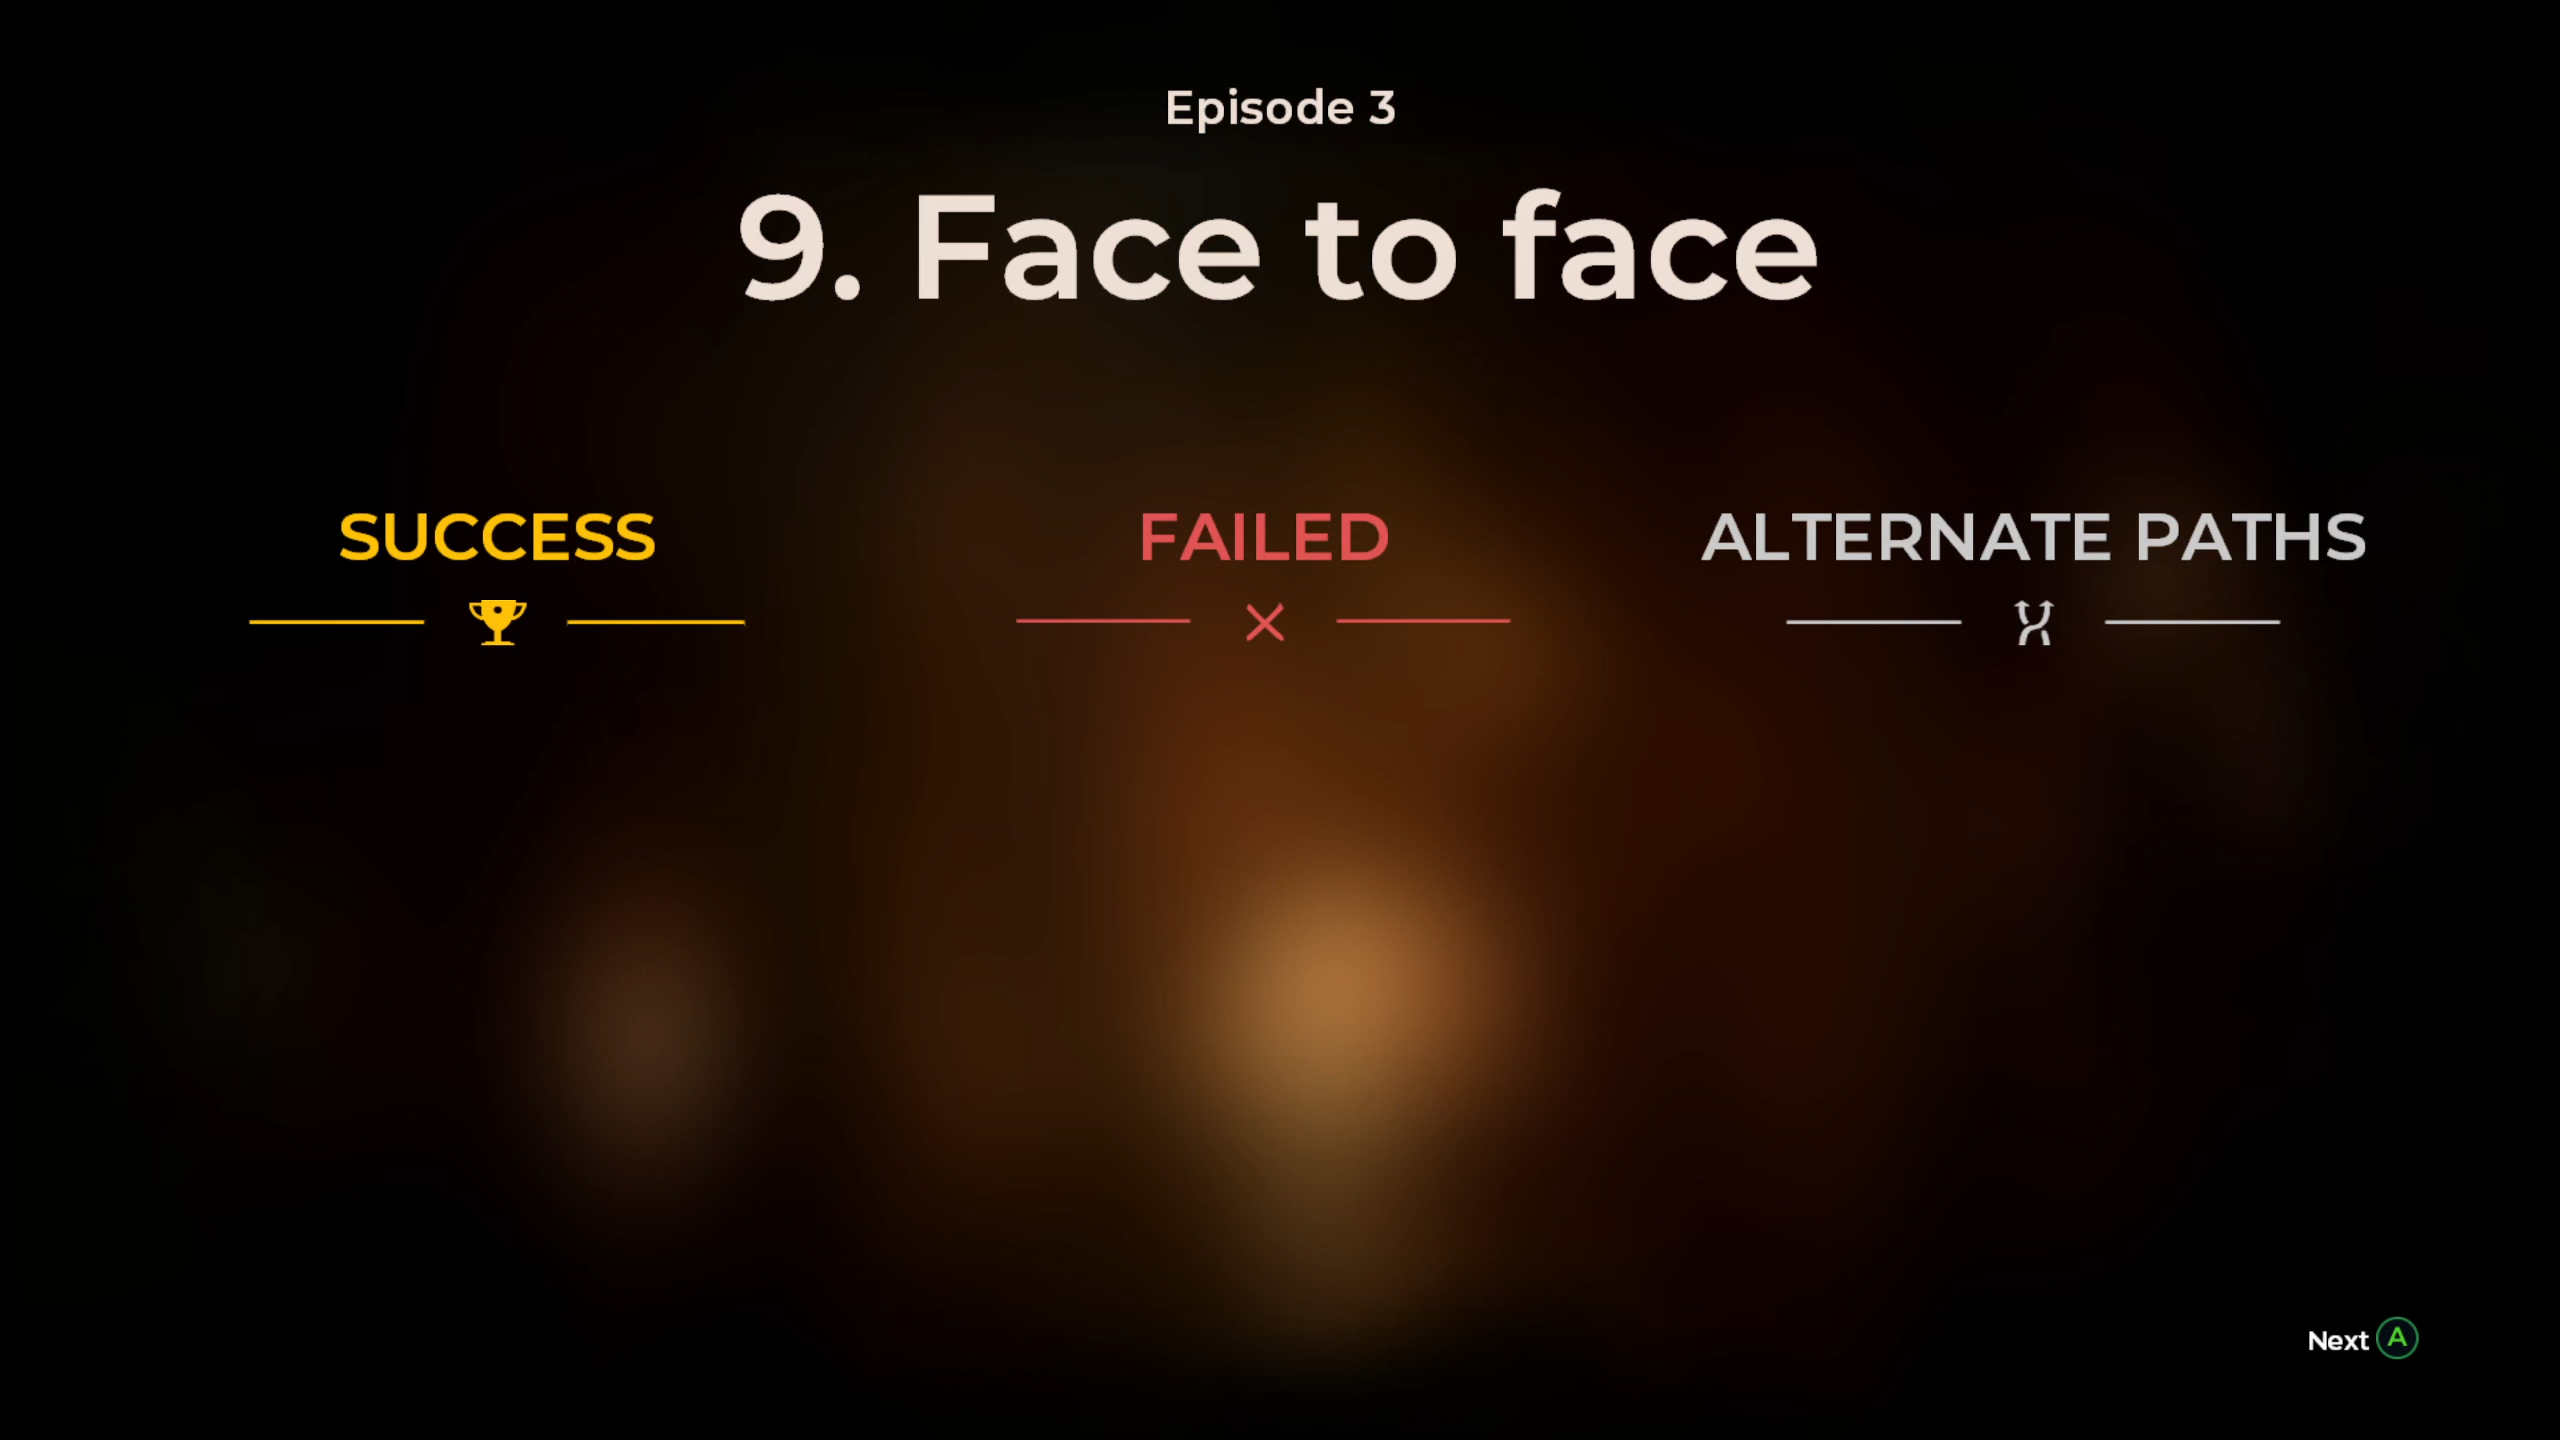 Episode 3
9. Face to face
SUCCESS
FAILED
ALTERNATE PATHS
Next A